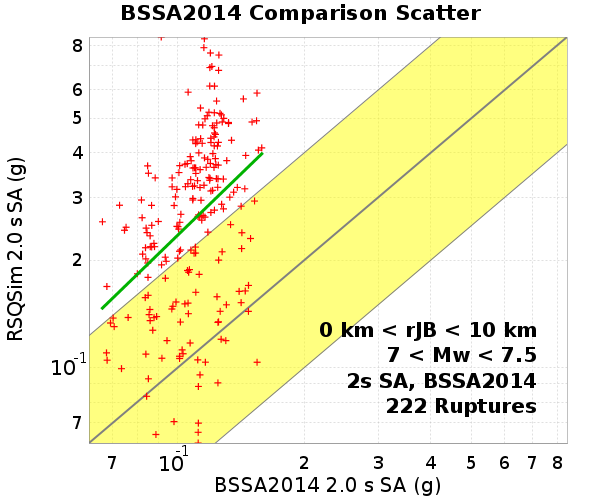 BSSA2014 Comparison Scatter
RSQSim 2.0 s SA (g)
8
6
5
4
3
2
10⁻¹
7
0 km < rJB < 10 km
7 < Mw < 7.5
2s SA, BSSA2014
222 Ruptures
7 10⁻¹ 2 3 4 5 6 7 8
BSSA2014 2.0 s SA (g)